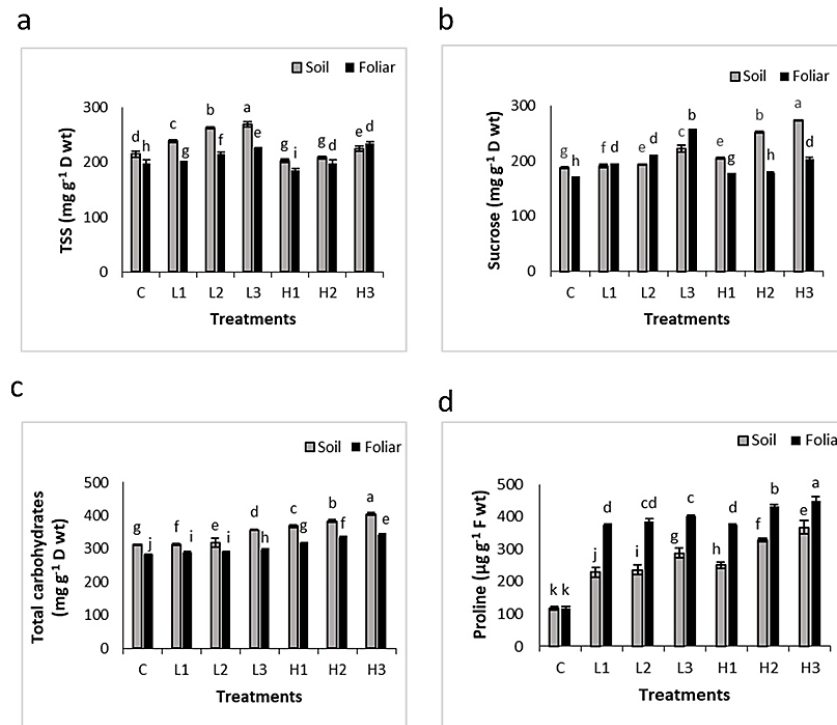 a
Soil Foliar
300
200
100
0
TSS (mg g⁻¹ D wt)
d h c g b f a e g i g d e d
C L1 L2 L3 H1 H2 H3
Treatments
b
Soil Foliar
300
200
100
0
Sucrose (mg g⁻¹ D wt)
g h f d e d c b e g b h a d
C L1 L2 L3 H1 H2 H3
Treatments
c
Soil Foliar
500
400
300
200
100
0
Total carbohydrates
(mg g⁻¹ D wt)
g j f i e i d h c g b f a e
C L1 L2 L3 H1 H2 H3
Treatments
d
Soil Folia
500
400
300
200
100
0
Proline (µg g⁻¹ F wt)
k k j d i cd g c h d f b e a
C L1 L2 L3 H1 H2 H3
Treatments